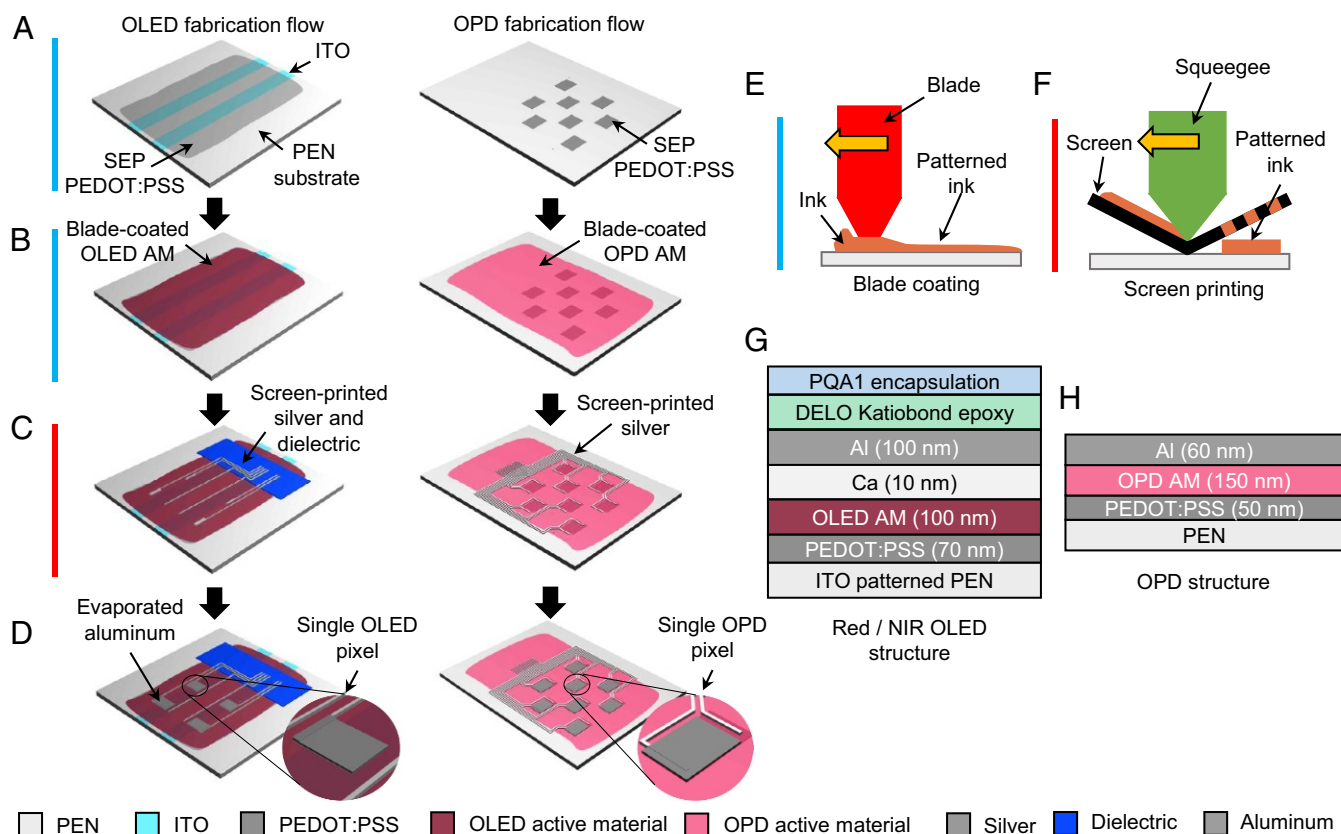 A
OLED fabrication flow
OPD fabrication flow
ITO
SEP
PEDOT:PSS
PEN
substrate
SEP
PEDOT:PSS
B
Blade-coated
OLED AM
Blade-coated
OPD AM
C
Screen-printed
silver and
dielectric
Screen-printed
silver
D
Evaporated
aluminum
Single OLED
pixel
Single OPD
pixel
E
Blade
Ink
Patterned
ink
Blade coating
F
Squeegee
Screen
Patterned
ink
Screen printing
G
PQA1 encapsulation
DELO Katiobond epoxy
Al (100 nm)
Ca (10 nm)
OLED AM (100 nm)
PEDOT:PSS (70 nm)
ITO patterned PEN
Red / NIR OLED
structure
H
Al (60 nm)
OPD AM (150 nm)
PEDOT:PSS (50 nm)
PEN
OPD structure
PEN
ITO
PEDOT:PSS
OLED active material
OPD active material
Silver
Dielectric
Aluminum